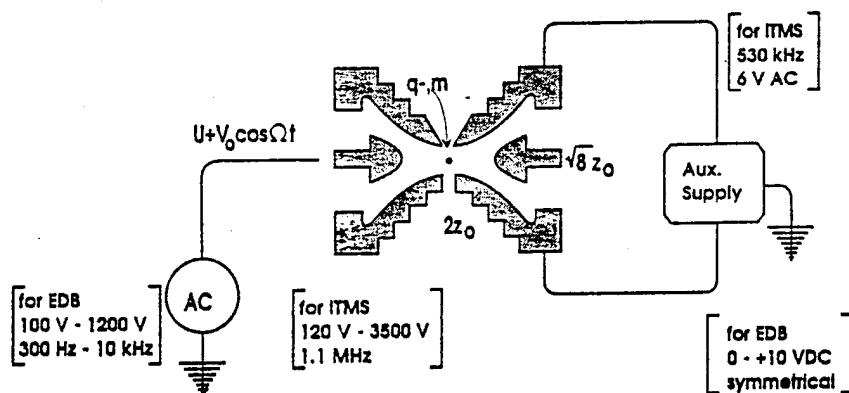 for ITMS
530 kHz
6 V AC
q-,m
U+V₀cosΩt
√8 z₀
Aux.
Supply
2z₀
AC
for EDB
100 V - 1200 V
300 Hz - 10 kHz
for ITMS
120 V - 3500 V
1.1 MHz
for EDB
0 - +10 VDC
symmetrical